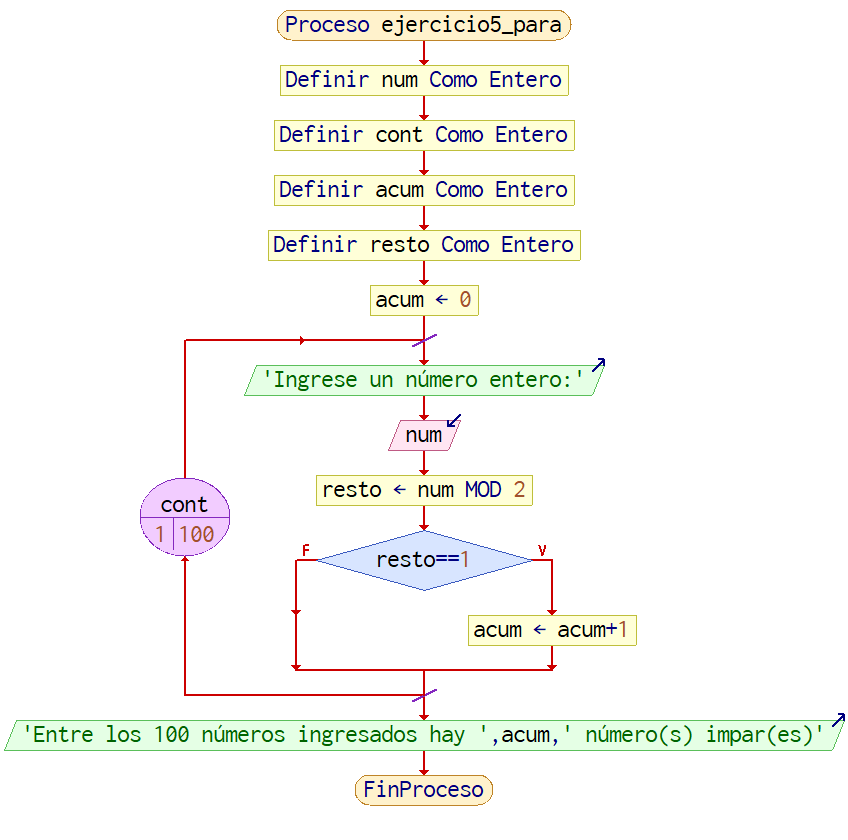 Proceso ejercicio5_para
Definir num Como Entero
Definir cont Como Entero
Definir acum Como Entero
Definir resto Como Entero
acum ← 0
'Ingrese un número entero:'
num
resto ← num MOD 2
cont
1 100
F
V
resto==1
acum ← acum+1
'Entre los 100 números ingresados hay ',acum,' número(s) impar(es)'
FinProceso